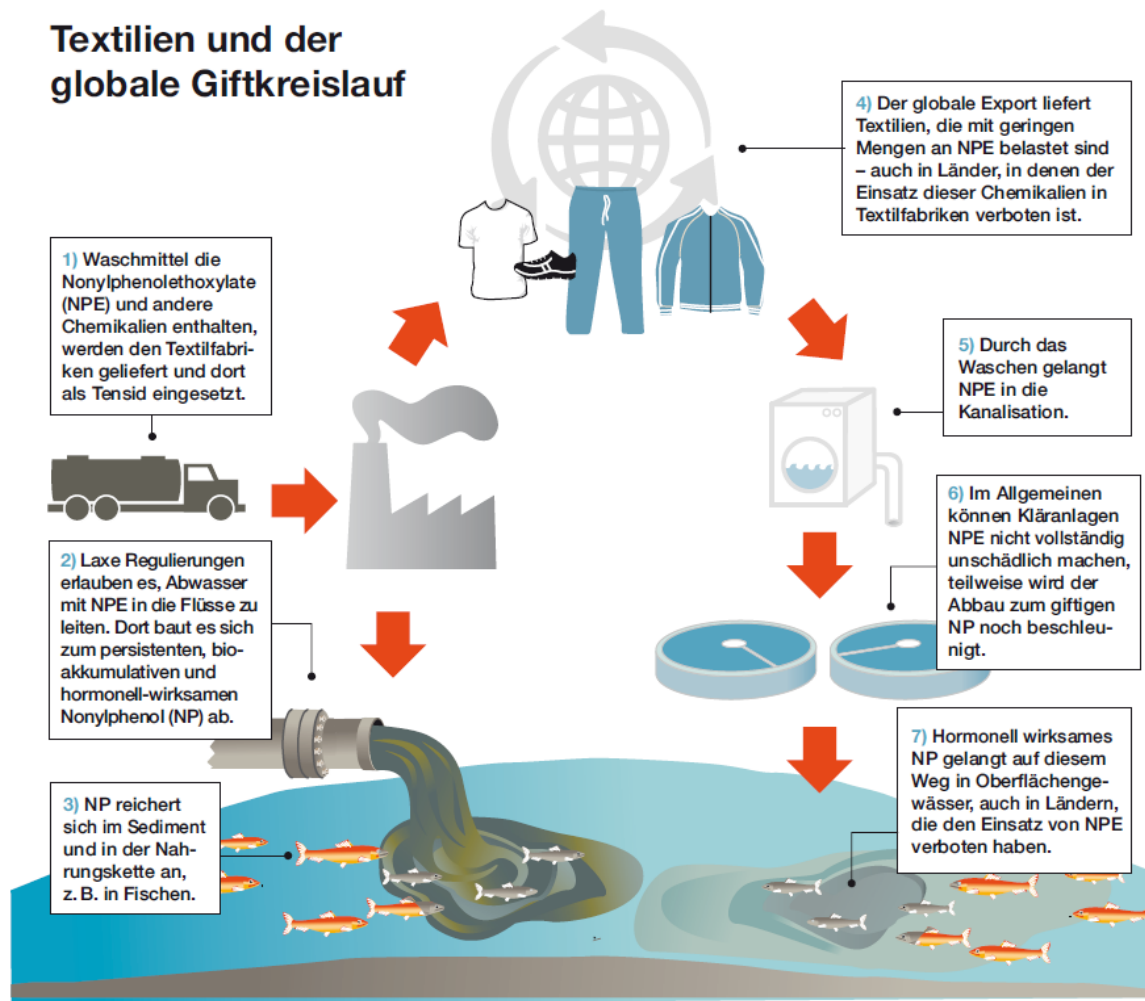 Textilien und der
globale Giftkreislauf
1) Waschmittel die
Nonylphenolethoxylate
(NPE) und andere
Chemikalien enthalten,
werden den Textilfabri-
ken geliefert und dort
als Tensid eingesetzt.
2) Laxe Regulierungen
erlauben es, Abwasser
mit NPE in die Flüsse zu
leiten. Dort baut es sich
zum persistenten, bio-
akkumulativen und
hormonell-wirksamen
Nonylphenol (NP) ab.
3) NP reichert
sich im Sediment
und in der Nah-
rungskette an,
z. B. in Fischen.
4) Der globale Export liefert
Textilien, die mit geringen
Mengen an NPE belastet sind
– auch in Länder, in denen der
Einsatz dieser Chemikalien in
Textilfabriken verboten ist.
5) Durch das
Waschen gelangt
NPE in die
Kanalisation.
6) Im Allgemeinen
können Kläranlagen
NPE nicht vollständig
unschädlich machen,
teilweise wird der
Abbau zum giftigen
NP noch beschleu-
nigt.
7) Hormonell wirksames
NP gelangt auf diesem
Weg in Oberflächenge-
wässer, auch in Ländern,
die den Einsatz von NPE
verboten haben.